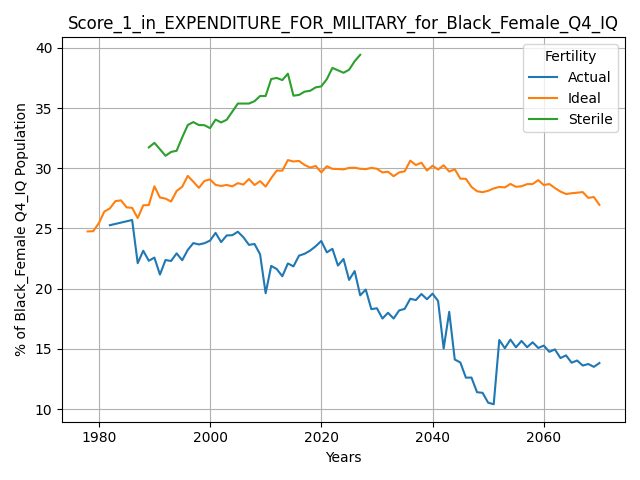 Score_1_in_EXPENDITURE_FOR_MILITARY_for_Black_Female_Q4_IQ
Fertility
Actual
Ideal
Sterile
% of Black_Female Q4_IQ Population
40
35
30
25
20
15
10
1980
2000
2020
2040
2060
Years